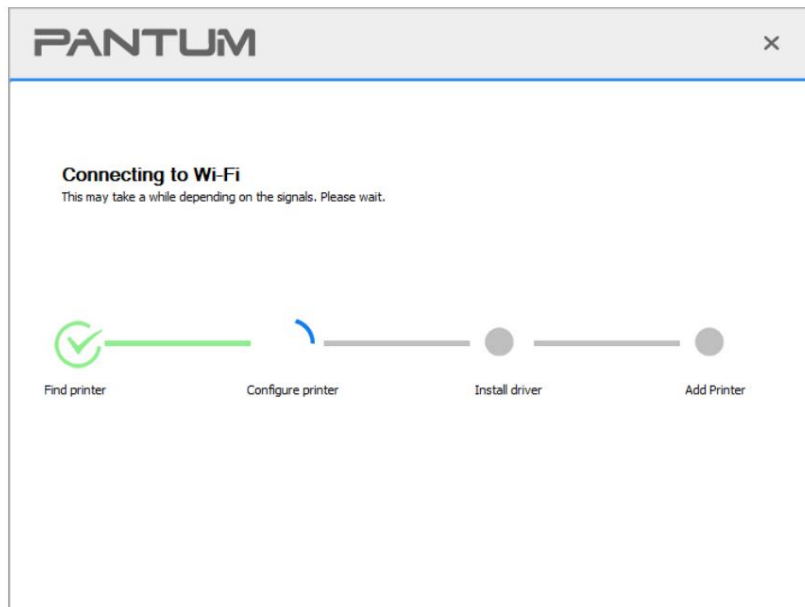 PANTUM
Connecting to Wi-Fi
This may take a while depending on the signals. Please wait.
Find printer
Configure printer
Install driver
Add Printer